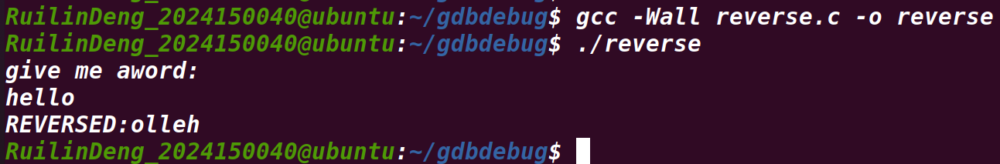 RuilinDeng_2024150040@ubuntu:~/gdbdebug$ gcc -Wall reverse.c -o reverse
RuilinDeng_2024150040@ubuntu:~/gdbdebug$ ./reverse
give me aword:
hello
REVERSED:olleh
RuilinDeng_2024150040@ubuntu:~/gdbdebug$